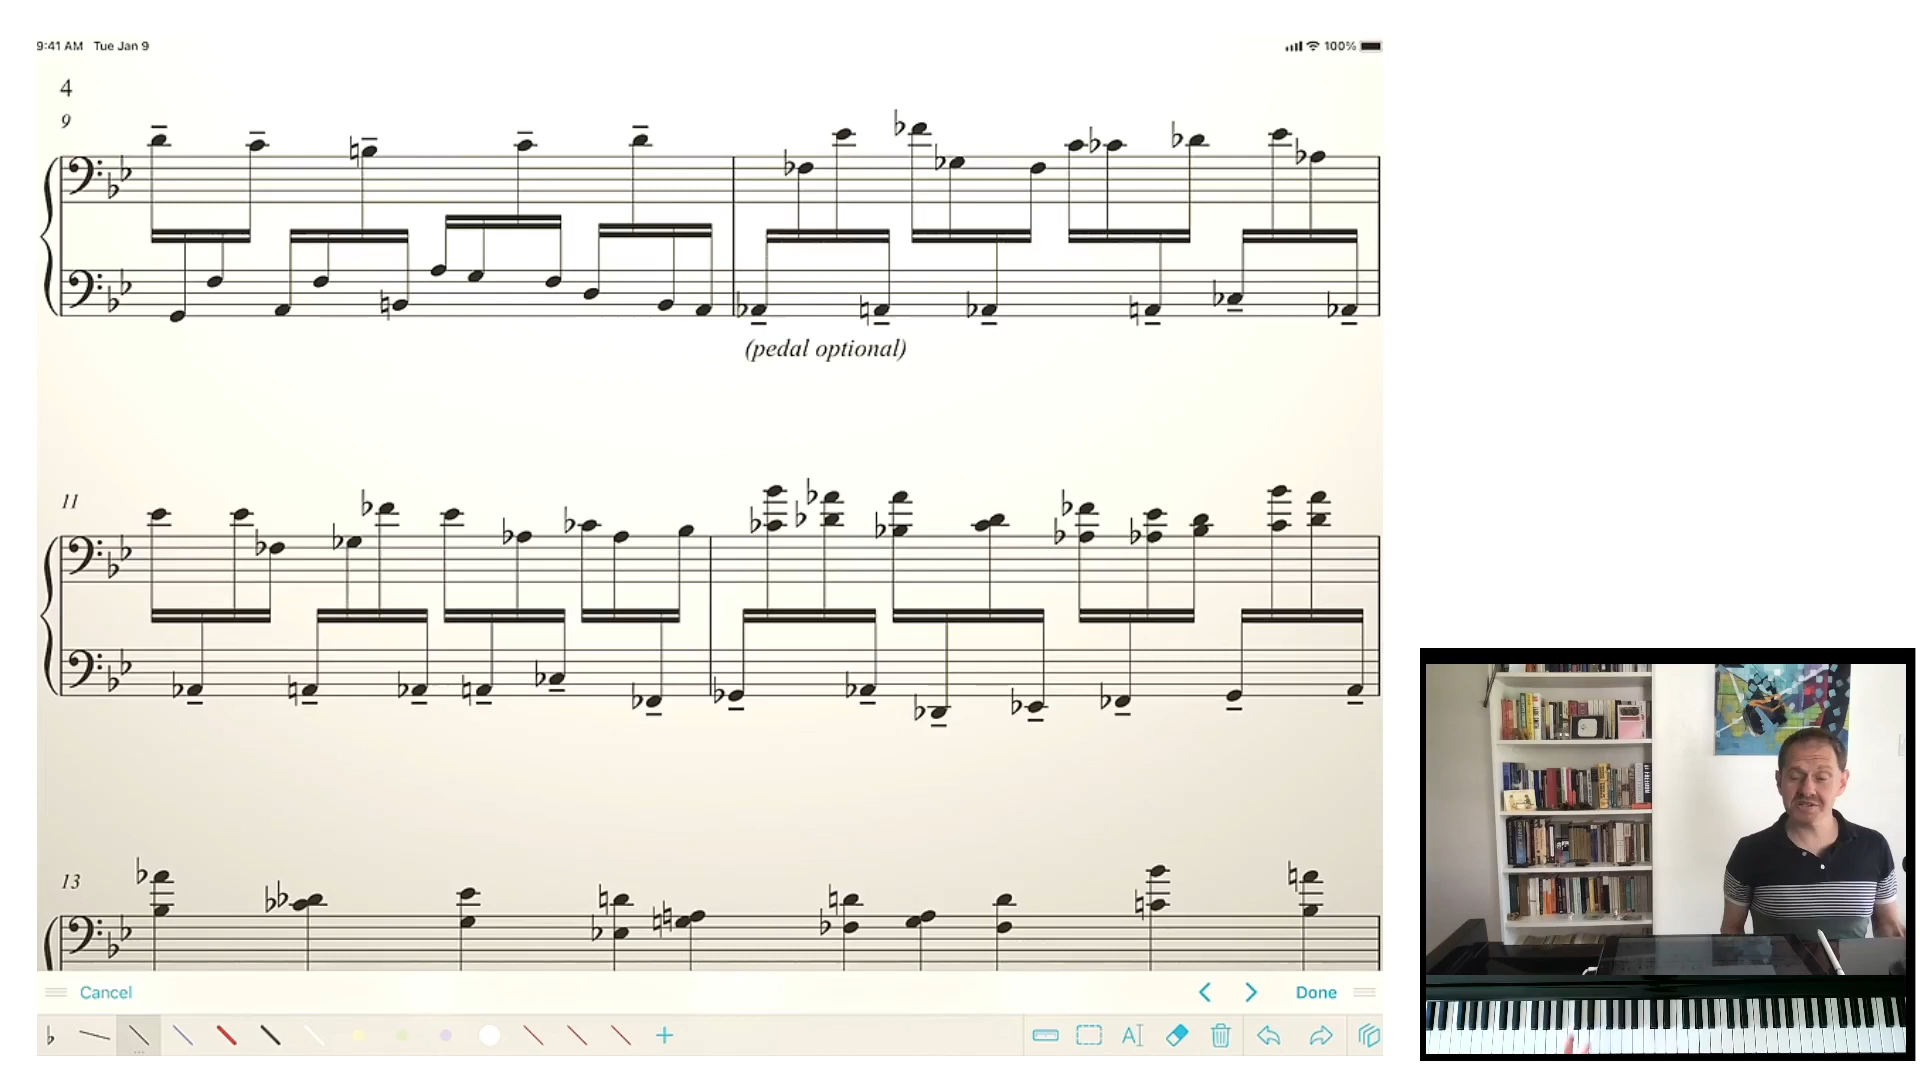 9:41 AM Tue Jan 9
100%
4
9
(pedal optional)
11
13
Cancel
Done
A